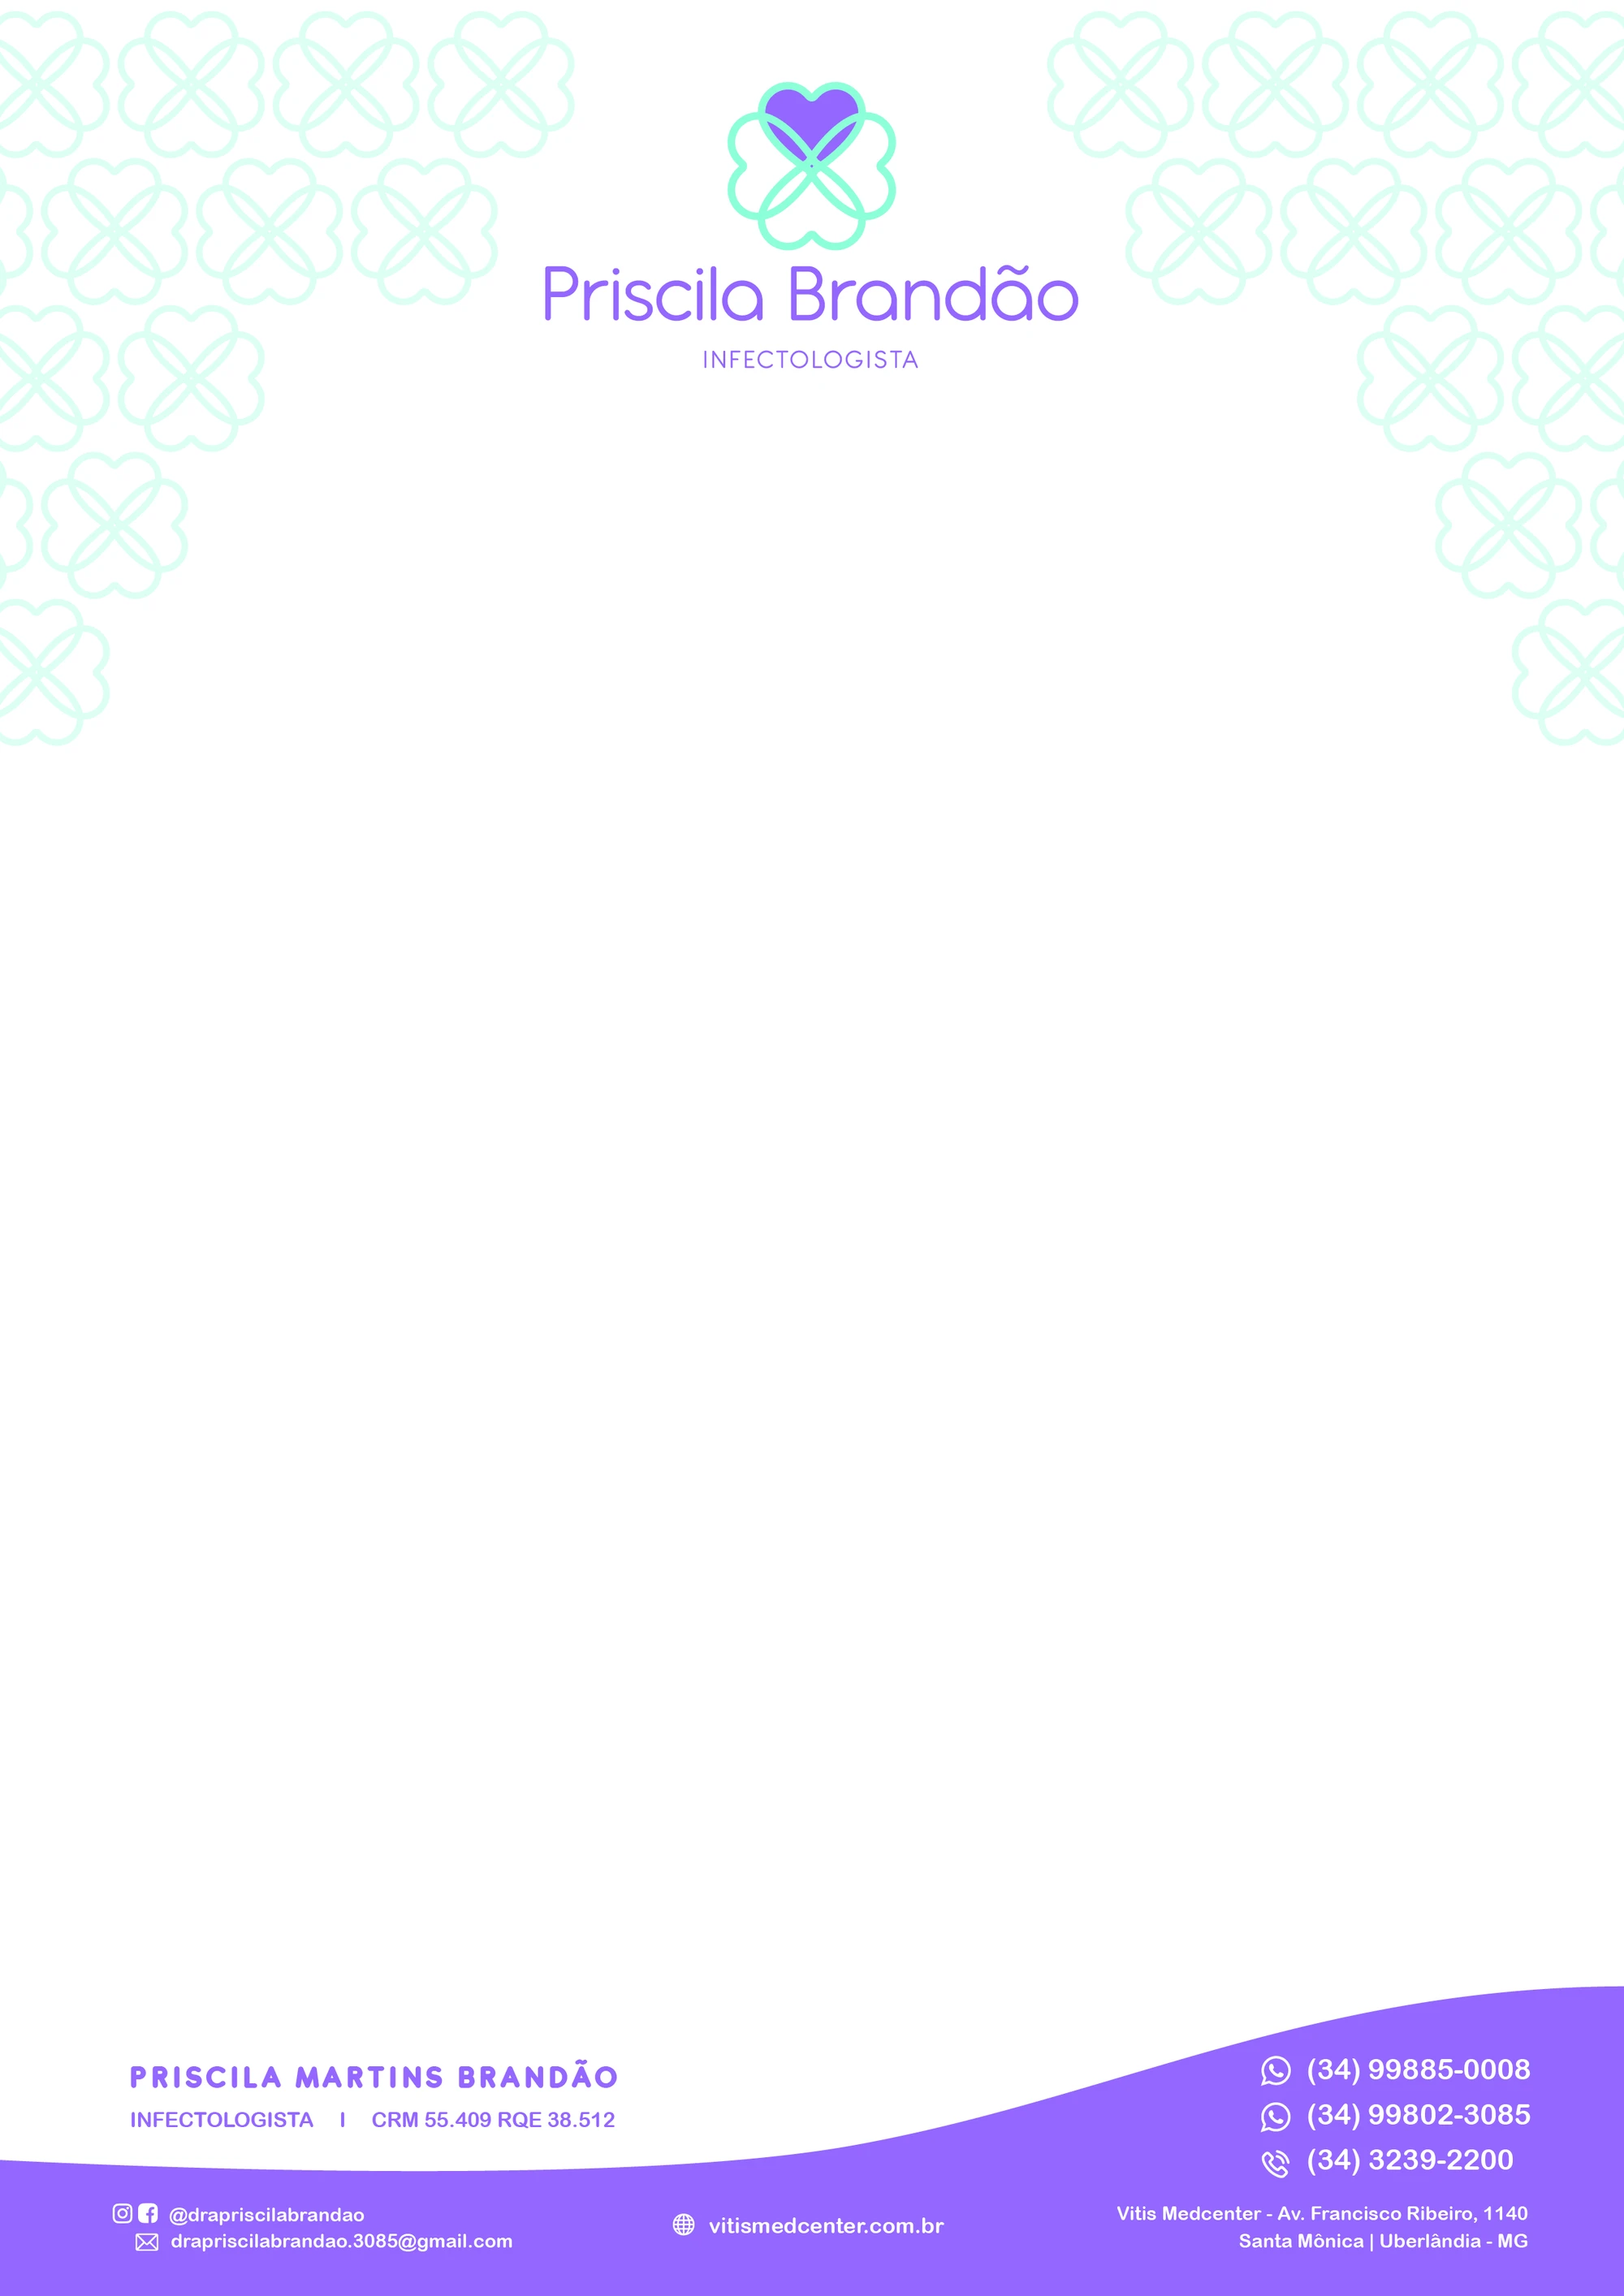 Priscila Brandão
INFECTOLOGISTA
PRISCILA MARTINS BRANDÃO
INFECTOLOGISTA I CRM 55.409 RQE 38.512
(34) 99885-0008
(34) 99802-3085
(34) 3239-2200
@drapriscilabrandao
drapriscilabrandao.3085@gmail.com
vitismedcenter.com.br
Vitis Medcenter - Av. Francisco Ribeiro, 1140
Santa Mônica | Uberlândia - MG